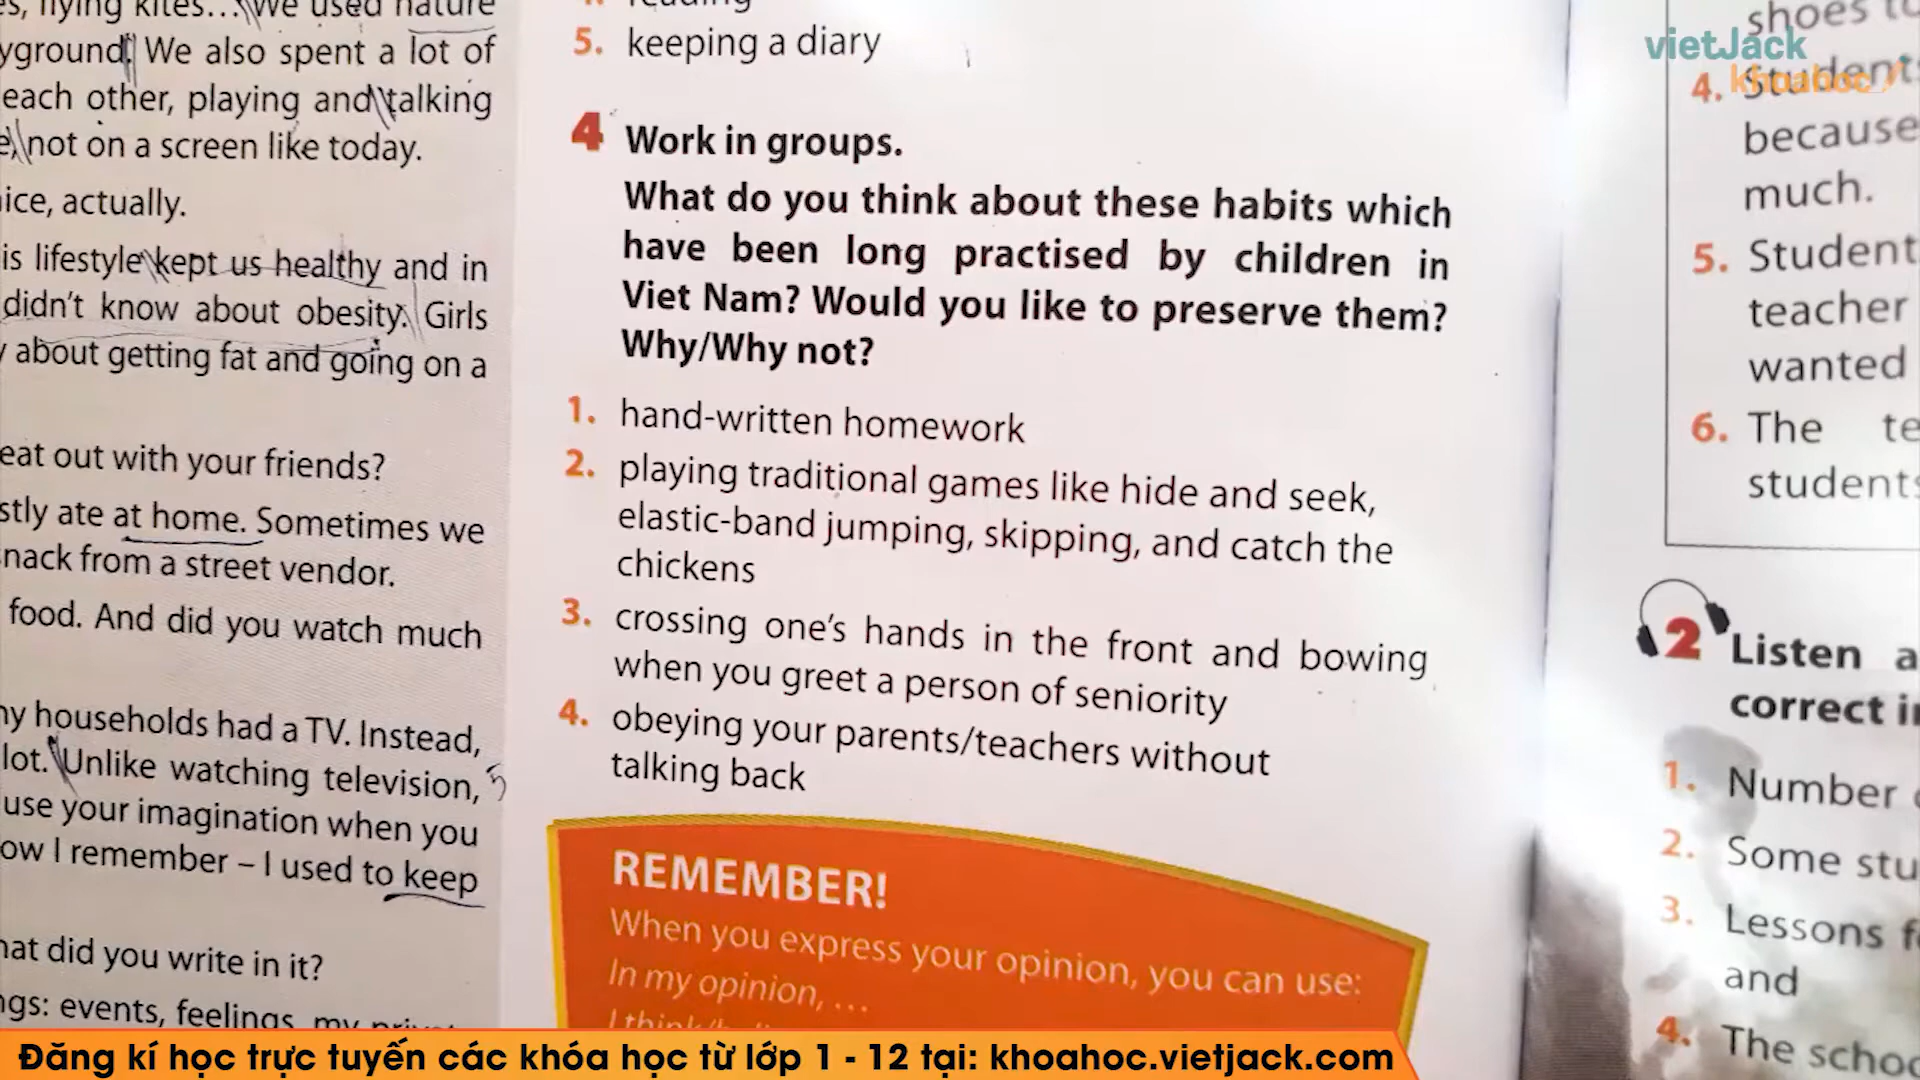 We used nature
yground. We also spent a lot of
each other, playing and talking
not on a screen like today.
ice, actually.
is lifestyle kept us healthy and in
didn't know about obesity. Girls
about getting fat and going on a
eat out with your friends?
stly ate at home. Sometimes we
nack from a street vendor.
food. And did you watch much
ny households had a TV. Instead,
lot. Unlike watching television,
use your imagination when you
ow I remember – I used to keep
hat did you write in it?
ngs: events, feelings, my
reading
5. keeping a diary
4 Work in groups.
What do you think about these habits which
have been long practised by children in
Viet Nam? Would you like to preserve them?
Why/Why not?
1. hand-written homework
2. playing traditional games like hide and seek,
elastic-band jumping, skipping, and catch the
chickens
3. crossing one's hands in the front and bowing
when you greet a person of seniority
4. obeying your parents/teachers without
talking back
REMEMBER!
When you express your opinion, you can use:
In my opinion, ...
shoes to
4. Student
because
much.
5. Student
teacher
wanted
6. The te
students
2 Listen a
correct i
1. Number
2. Some stu
3. Lessons f
and
4. The schoo
vietJack
khoahoc
Đăng kí học trực tuyến các khóa học từ lớp 1 - 12 tại: khoahoc.vietjack.com